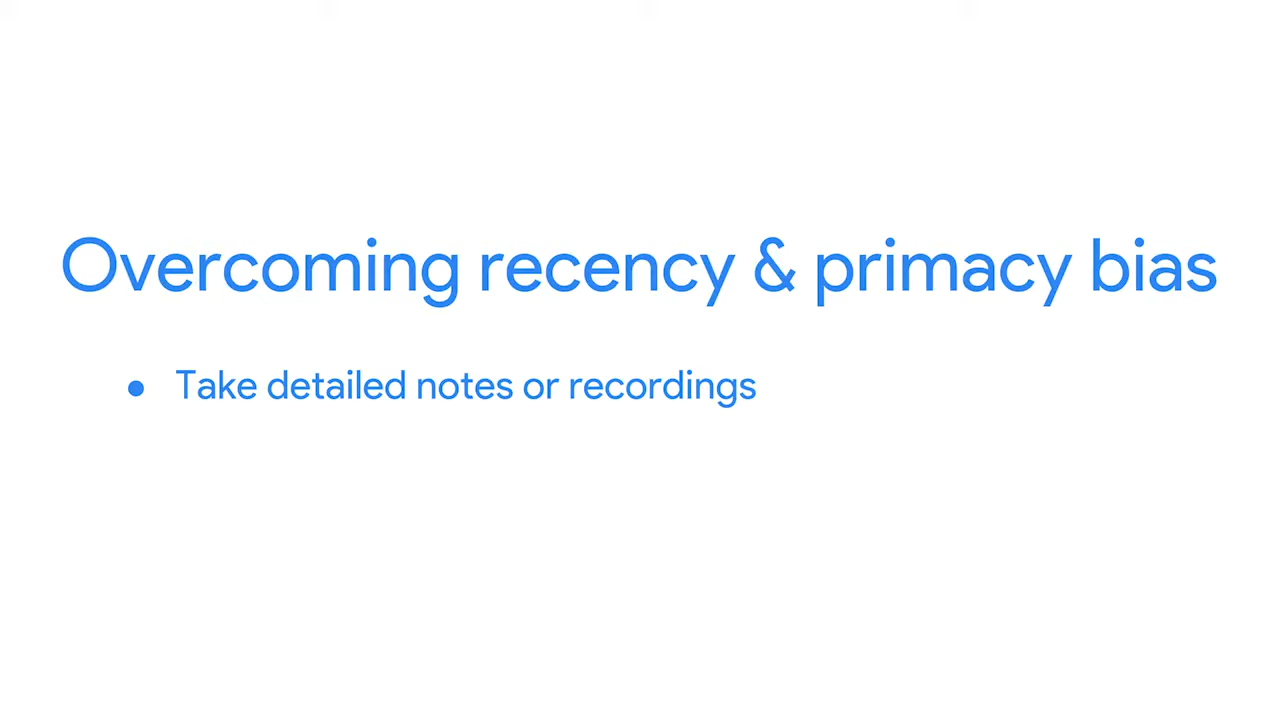 Overcoming recency & primacy bias
● Take detailed notes or recordings